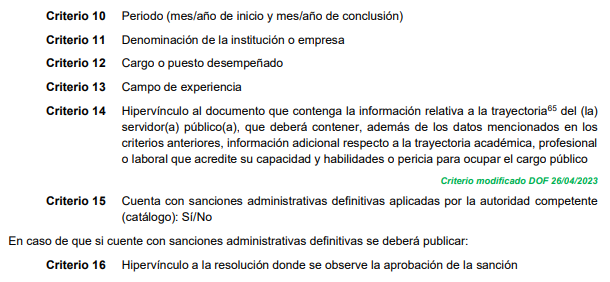 Criterio 10 Periodo (mes/año de inicio y mes/año de conclusión)
Criterio 11 Denominación de la institución o empresa
Criterio 12 Cargo o puesto desempeñado
Criterio 13 Campo de experiencia
Criterio 14 Hipervínculo al documento que contenga la información relativa a la trayectoria65 del (la)
servidor(a) público(a), que deberá contener, además de los datos mencionados en los
criterios anteriores, información adicional respecto a la trayectoria académica, profesional
o laboral que acredite su capacidad y habilidades o pericia para ocupar el cargo público
Criterio modificado DOF 26/04/2023
Criterio 15 Cuenta con sanciones administrativas definitivas aplicadas por la autoridad competente
(catálogo): Sí/No
En caso de que si cuente con sanciones administrativas definitivas se deberá publicar:
Criterio 16 Hipervínculo a la resolución donde se observe la aprobación de la sanción